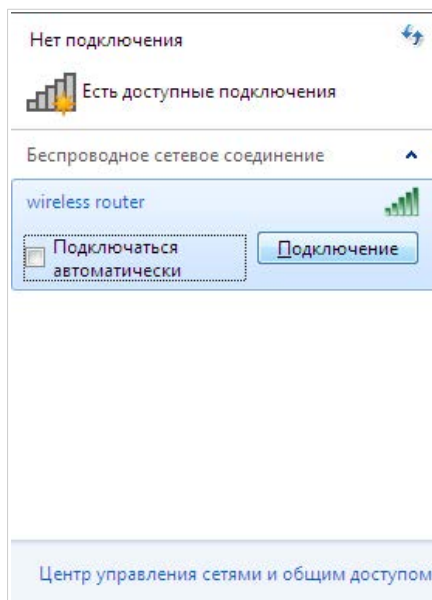 Нет подключения
Есть доступные подключения
Беспроводное сетевое соединение
wireless router
Подключаться
автоматически
Подключение
Центр управления сетями и общим доступом